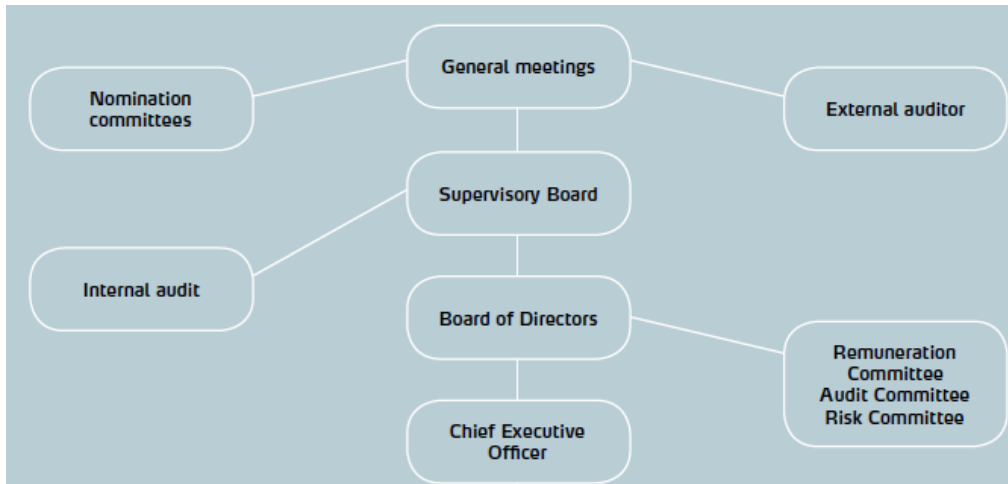 General meetings
Nomination
committees
External auditor
Supervisory Board
Internal audit
Board of Directors
Remuneration
Committee
Audit Committee
Risk Committee
Chief Executive
Officer